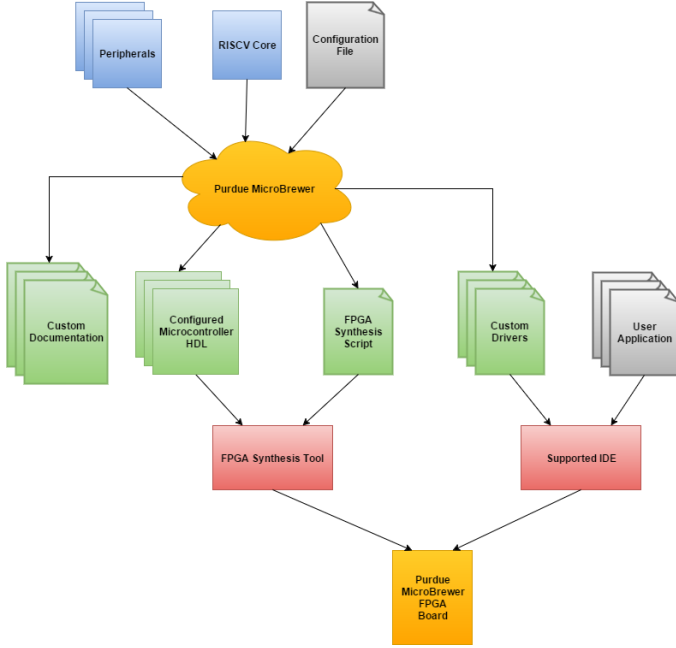 Peripherals
RISCV Core
Configuration
File
Purdue MicroBrewer
Custom
Documentation
Configured
Microcontroller
HDL
FPGA
Synthesis
Script
Custom
Drivers
User
Application
FPGA Synthesis Tool
Supported IDE
Purdue
MicroBrewer
FPGA
Board